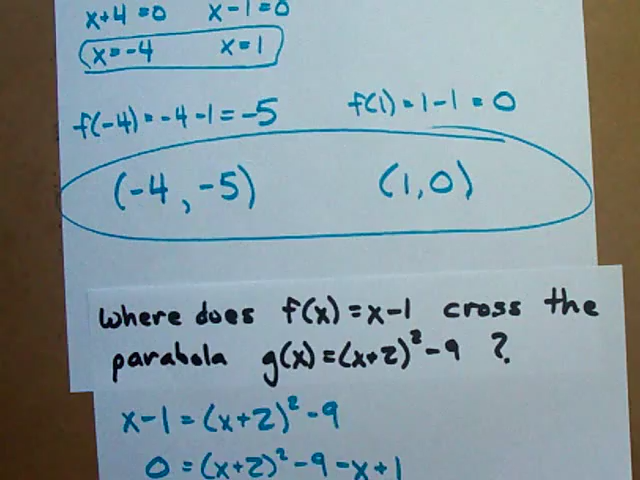 x+4=0 x-1=0
x=-4 x=1
f(-4)=-4-1=-5 f(1)=1-1=0
(-4,-5) (1,0)
Where does f(x)=x-1 cross the
parabola g(x)=(x+2)²-9 ?
x-1=(x+2)²-9
0=(x+2)²-9-x+1